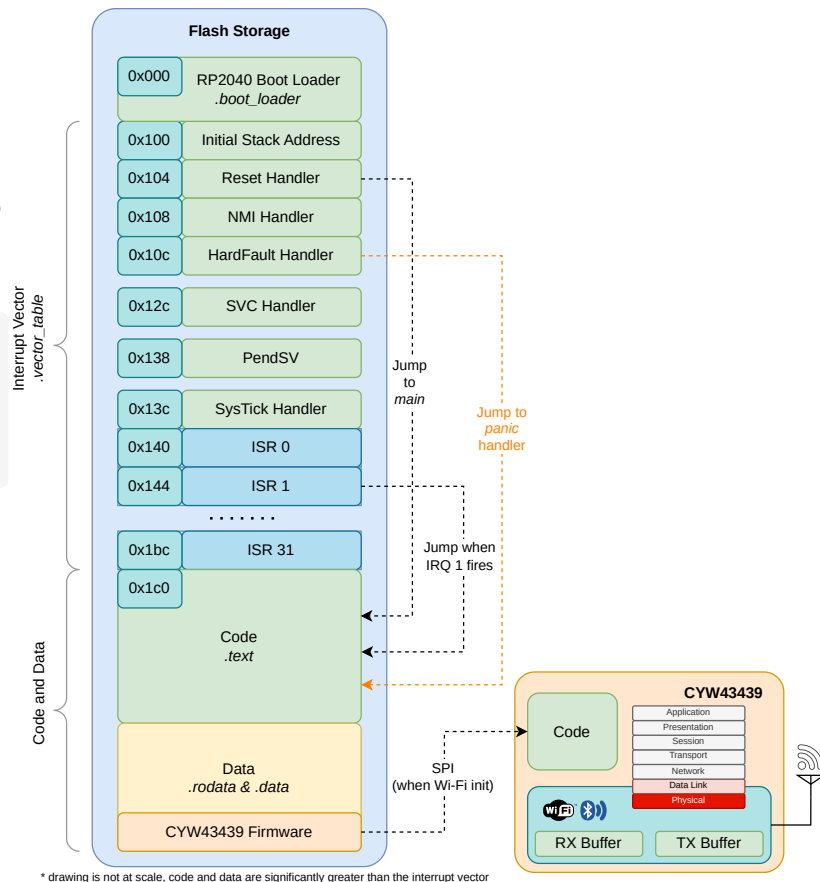 Flash Storage
0x000
RP2040 Boot Loader
.boot_loader
0x100
Initial Stack Address
0x104
Reset Handler
0x108
NMI Handler
0x10c
HardFault Handler
0x12c
SVC Handler
0x138
PendSV
0x13c
SysTick Handler
0x140
ISR 0
0x144
ISR 1
. . . . . . .
0x1bc
ISR 31
0x1c0
Code
.text
Data
.rodata & .data
CYW43439 Firmware
Interrupt Vector
.vector_table
Code and Data
Jump
to
main
Jump to
panic
handler
Jump when
IRQ 1 fires
SPI
(when Wi-Fi init)
CYW43439
Code
Application
Presentation
Session
Transport
Network
Data Link
Physical
Wi Fi
RX Buffer
TX Buffer
* drawing is not at scale, code and data are significantly greater than the interrupt vector